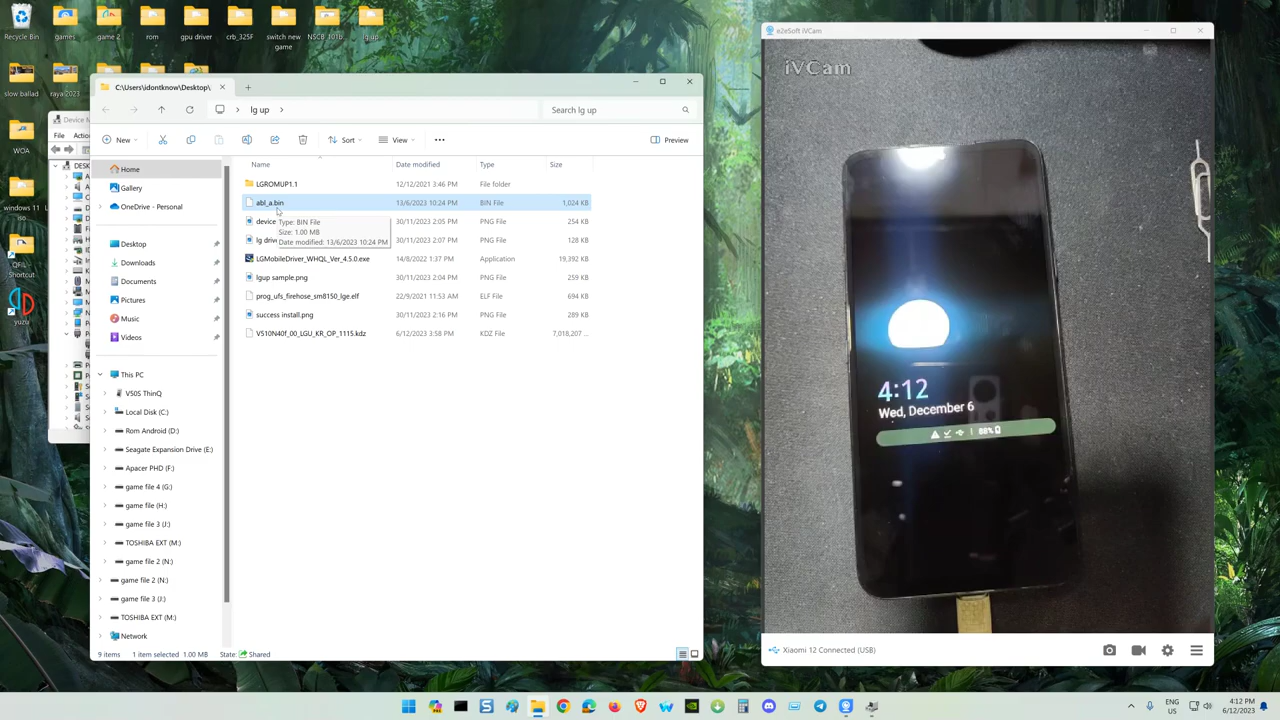 Recycle Bin
games
game 2
rom
gpu driver
crb_325F
switch new game
NSCB_101b
lg up
slow ballad
raya 2023
WOA
windows 11
QFIL
Shortcut
yuzu
Device M
File
Action
DESK
C:\Users\idontknow\Desktop\
lg up
Search lg up
New
Sort
View
Preview
Home
Gallery
OneDrive - Personal
Desktop
Downloads
Documents
Pictures
Music
Videos
This PC
V50S ThinQ
Local Disk (C:)
Rom Android (D:)
Seagate Expansion Drive (E:)
Apacer PHD (F:)
game file 4 (G:)
game file (H:)
game file 3 (J:)
TOSHIBA EXT (M:)
game file 2 (N:)
game file 2 (N:)
game file 3 (J:)
TOSHIBA EXT (M:)
Network
Name Date modified Type Size
LGROMUP1.1 12/12/2021 3:46 PM File folder
abl_a.bin 13/6/2023 10:24 PM BIN File 1,024 KB
device 30/11/2023 2:05 PM PNG File 254 KB
lg driv 30/11/2023 2:07 PM PNG File 128 KB
LGMobileDriver_WHQL_Ver_4.5.0.exe 14/8/2022 1:37 PM Application 19,392 KB
lgup sample.png 30/11/2023 2:04 PM PNG File 259 KB
prog_ufs_firehose_sm8150_lge.elf 22/9/2021 11:53 AM ELF File 694 KB
success install.png 30/11/2023 2:16 PM PNG File 289 KB
V510N40f_00_LGU_KR_OP_1115.kdz 6/12/2023 3:58 PM KDZ File 7,018,207 ...
Type: BIN File
Size: 1.00 MB
Date modified: 13/6/2023 10:24 PM
9 items 1 item selected 1.00 MB State: Shared
e2eSoft iVCam
iVCam
4:12
Wed, December 6
88%
Xiaomi 12 Connected (USB)
ENG
US
4:12 PM
6/12/2023